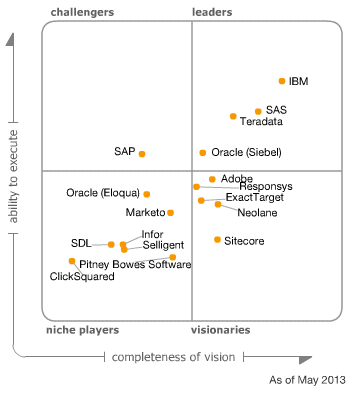 challengers
leaders
IBM
SAS
Teradata
SAP
Oracle (Siebel)
ability to execute
Adobe
Responsys
Oracle (Eloqua)
ExactTarget
Marketo
Neolane
Infor
SDL
Selligent
Sitecore
Pitney Bowes Software
ClickSquared
niche players
visionaries
completeness of vision
As of May 2013